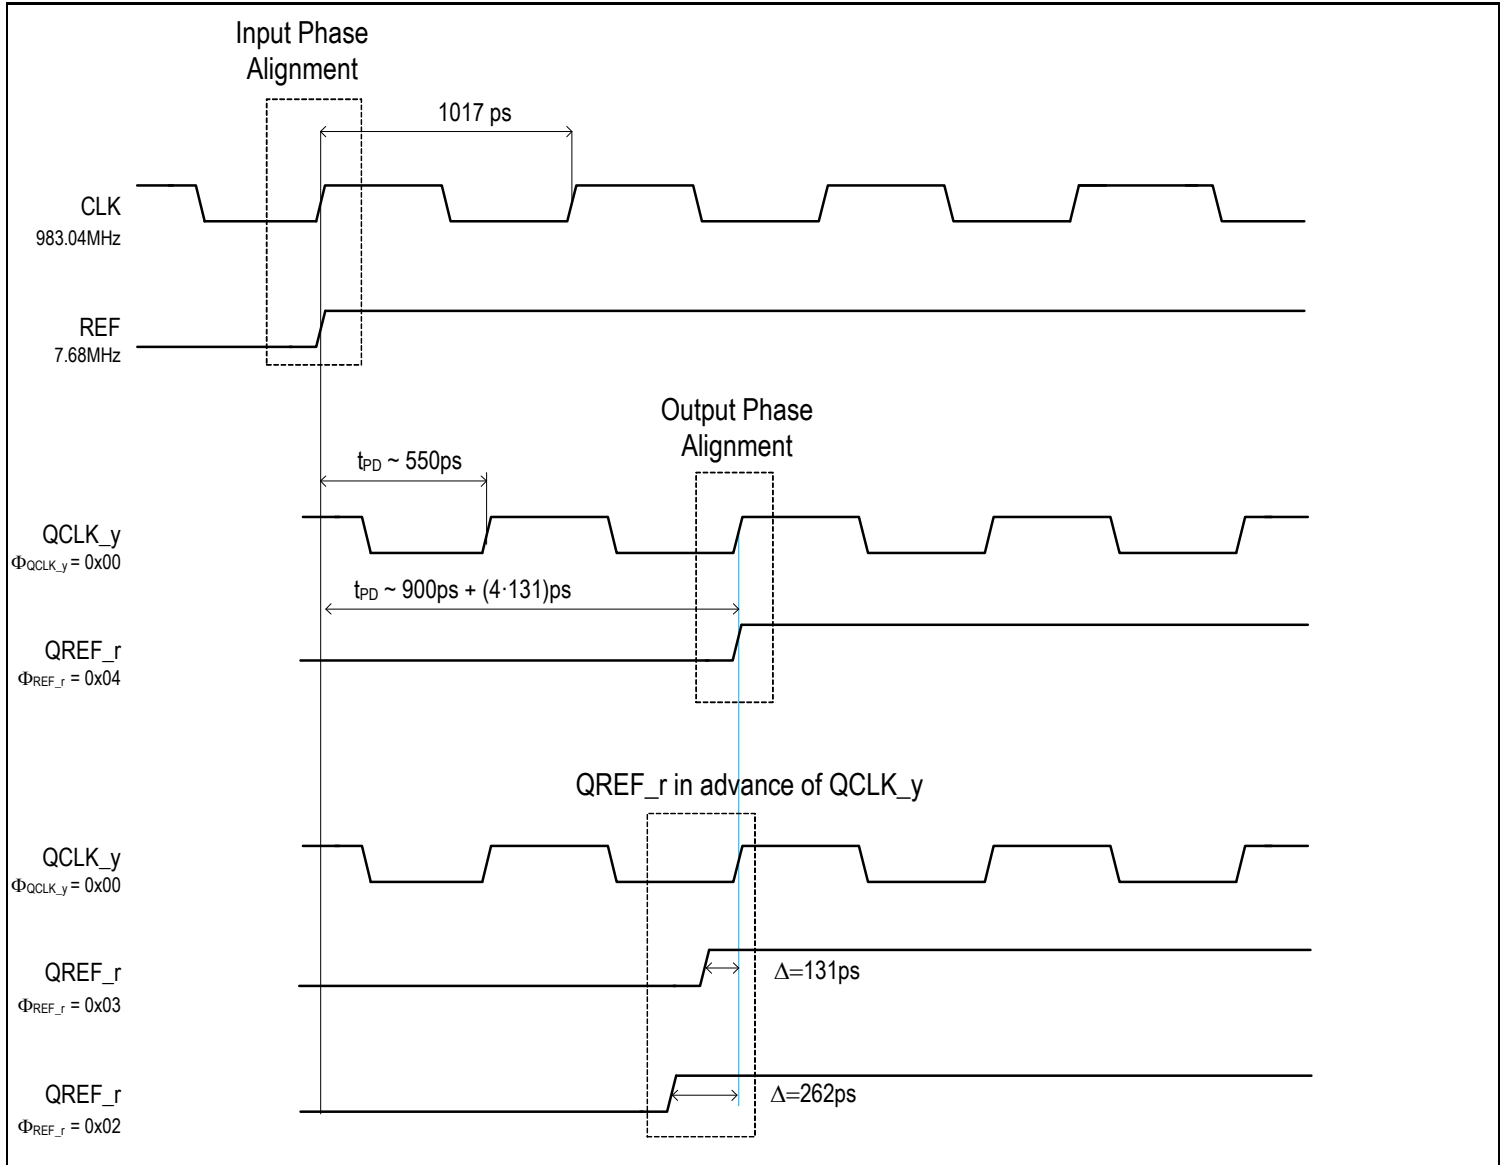 Input Phase
Alignment
1017 ps
CLK
983.04MHz
REF
7.68MHz
Output Phase
Alignment
tPD ~ 550ps
QCLK_y
ΦQCLK_y = 0x00
tPD ~ 900ps + (4·131)ps
QREF_r
ΦREF_r = 0x04
QREF_r in advance of QCLK_y
QCLK_y
ΦQCLK_y = 0x00
QREF_r
Δ=131ps
ΦREF_r = 0x03
QREF_r
Δ=262ps
ΦREF_r = 0x02